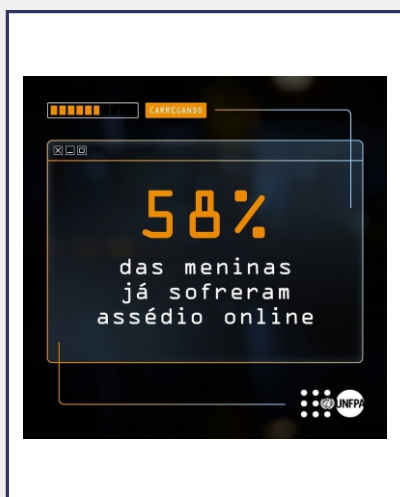 CARREGANDO
58%
das meninas
já sofreram
assédio online
UNFPA